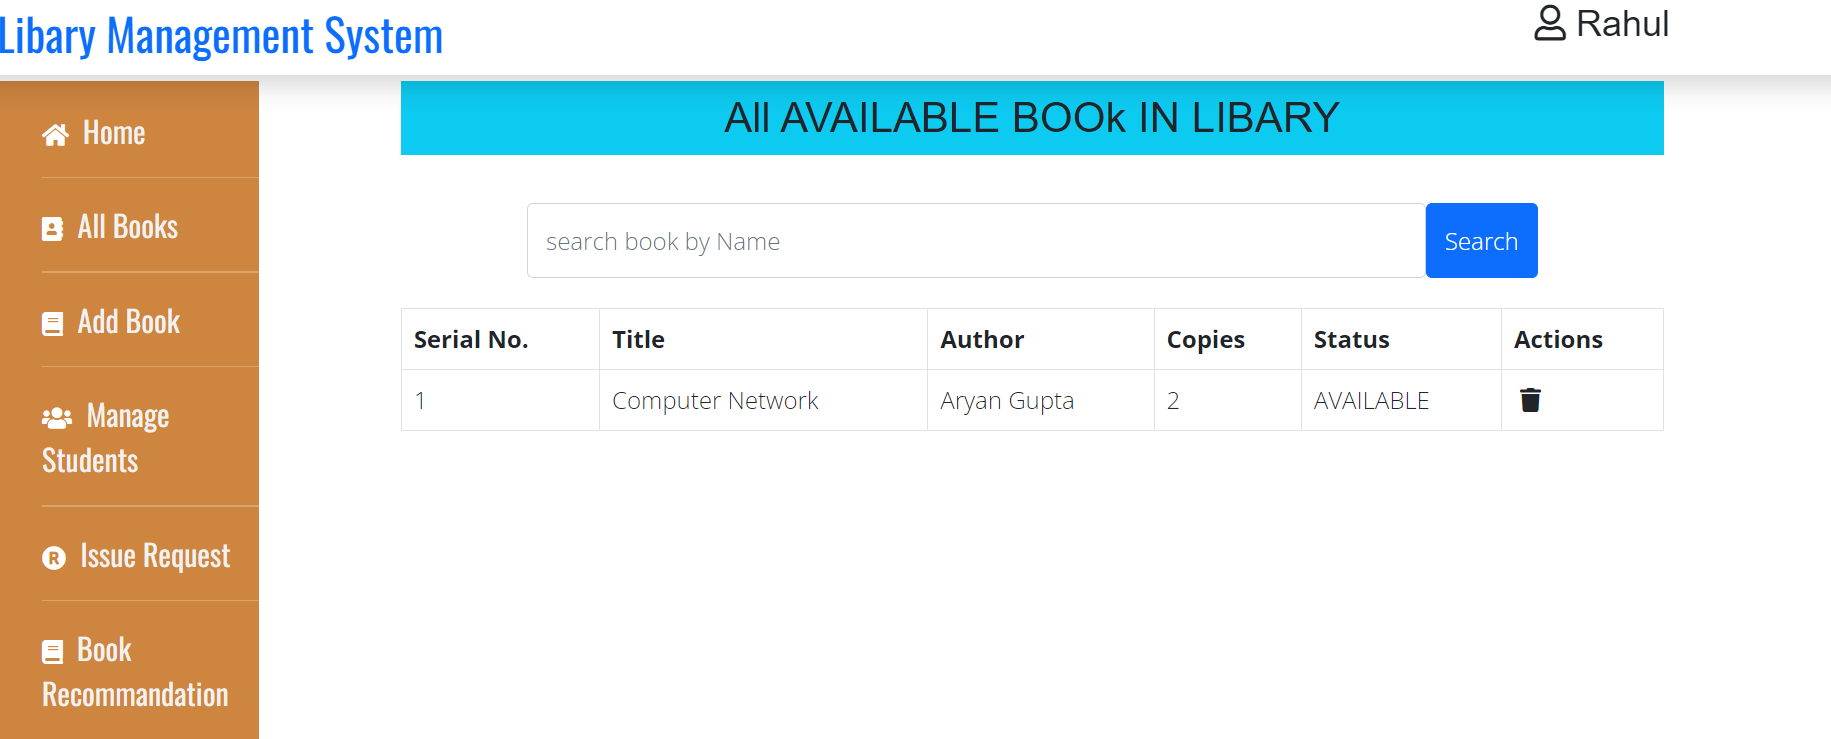 Libary Management System
Rahul
Home
All Books
Add Book
Manage
Students
Issue Request
Book
Recommandation
All AVAILABLE BOOk IN LIBARY
search book by Name
Search
Serial No. Title Author Copies Status Actions
1 Computer Network Aryan Gupta 2 AVAILABLE